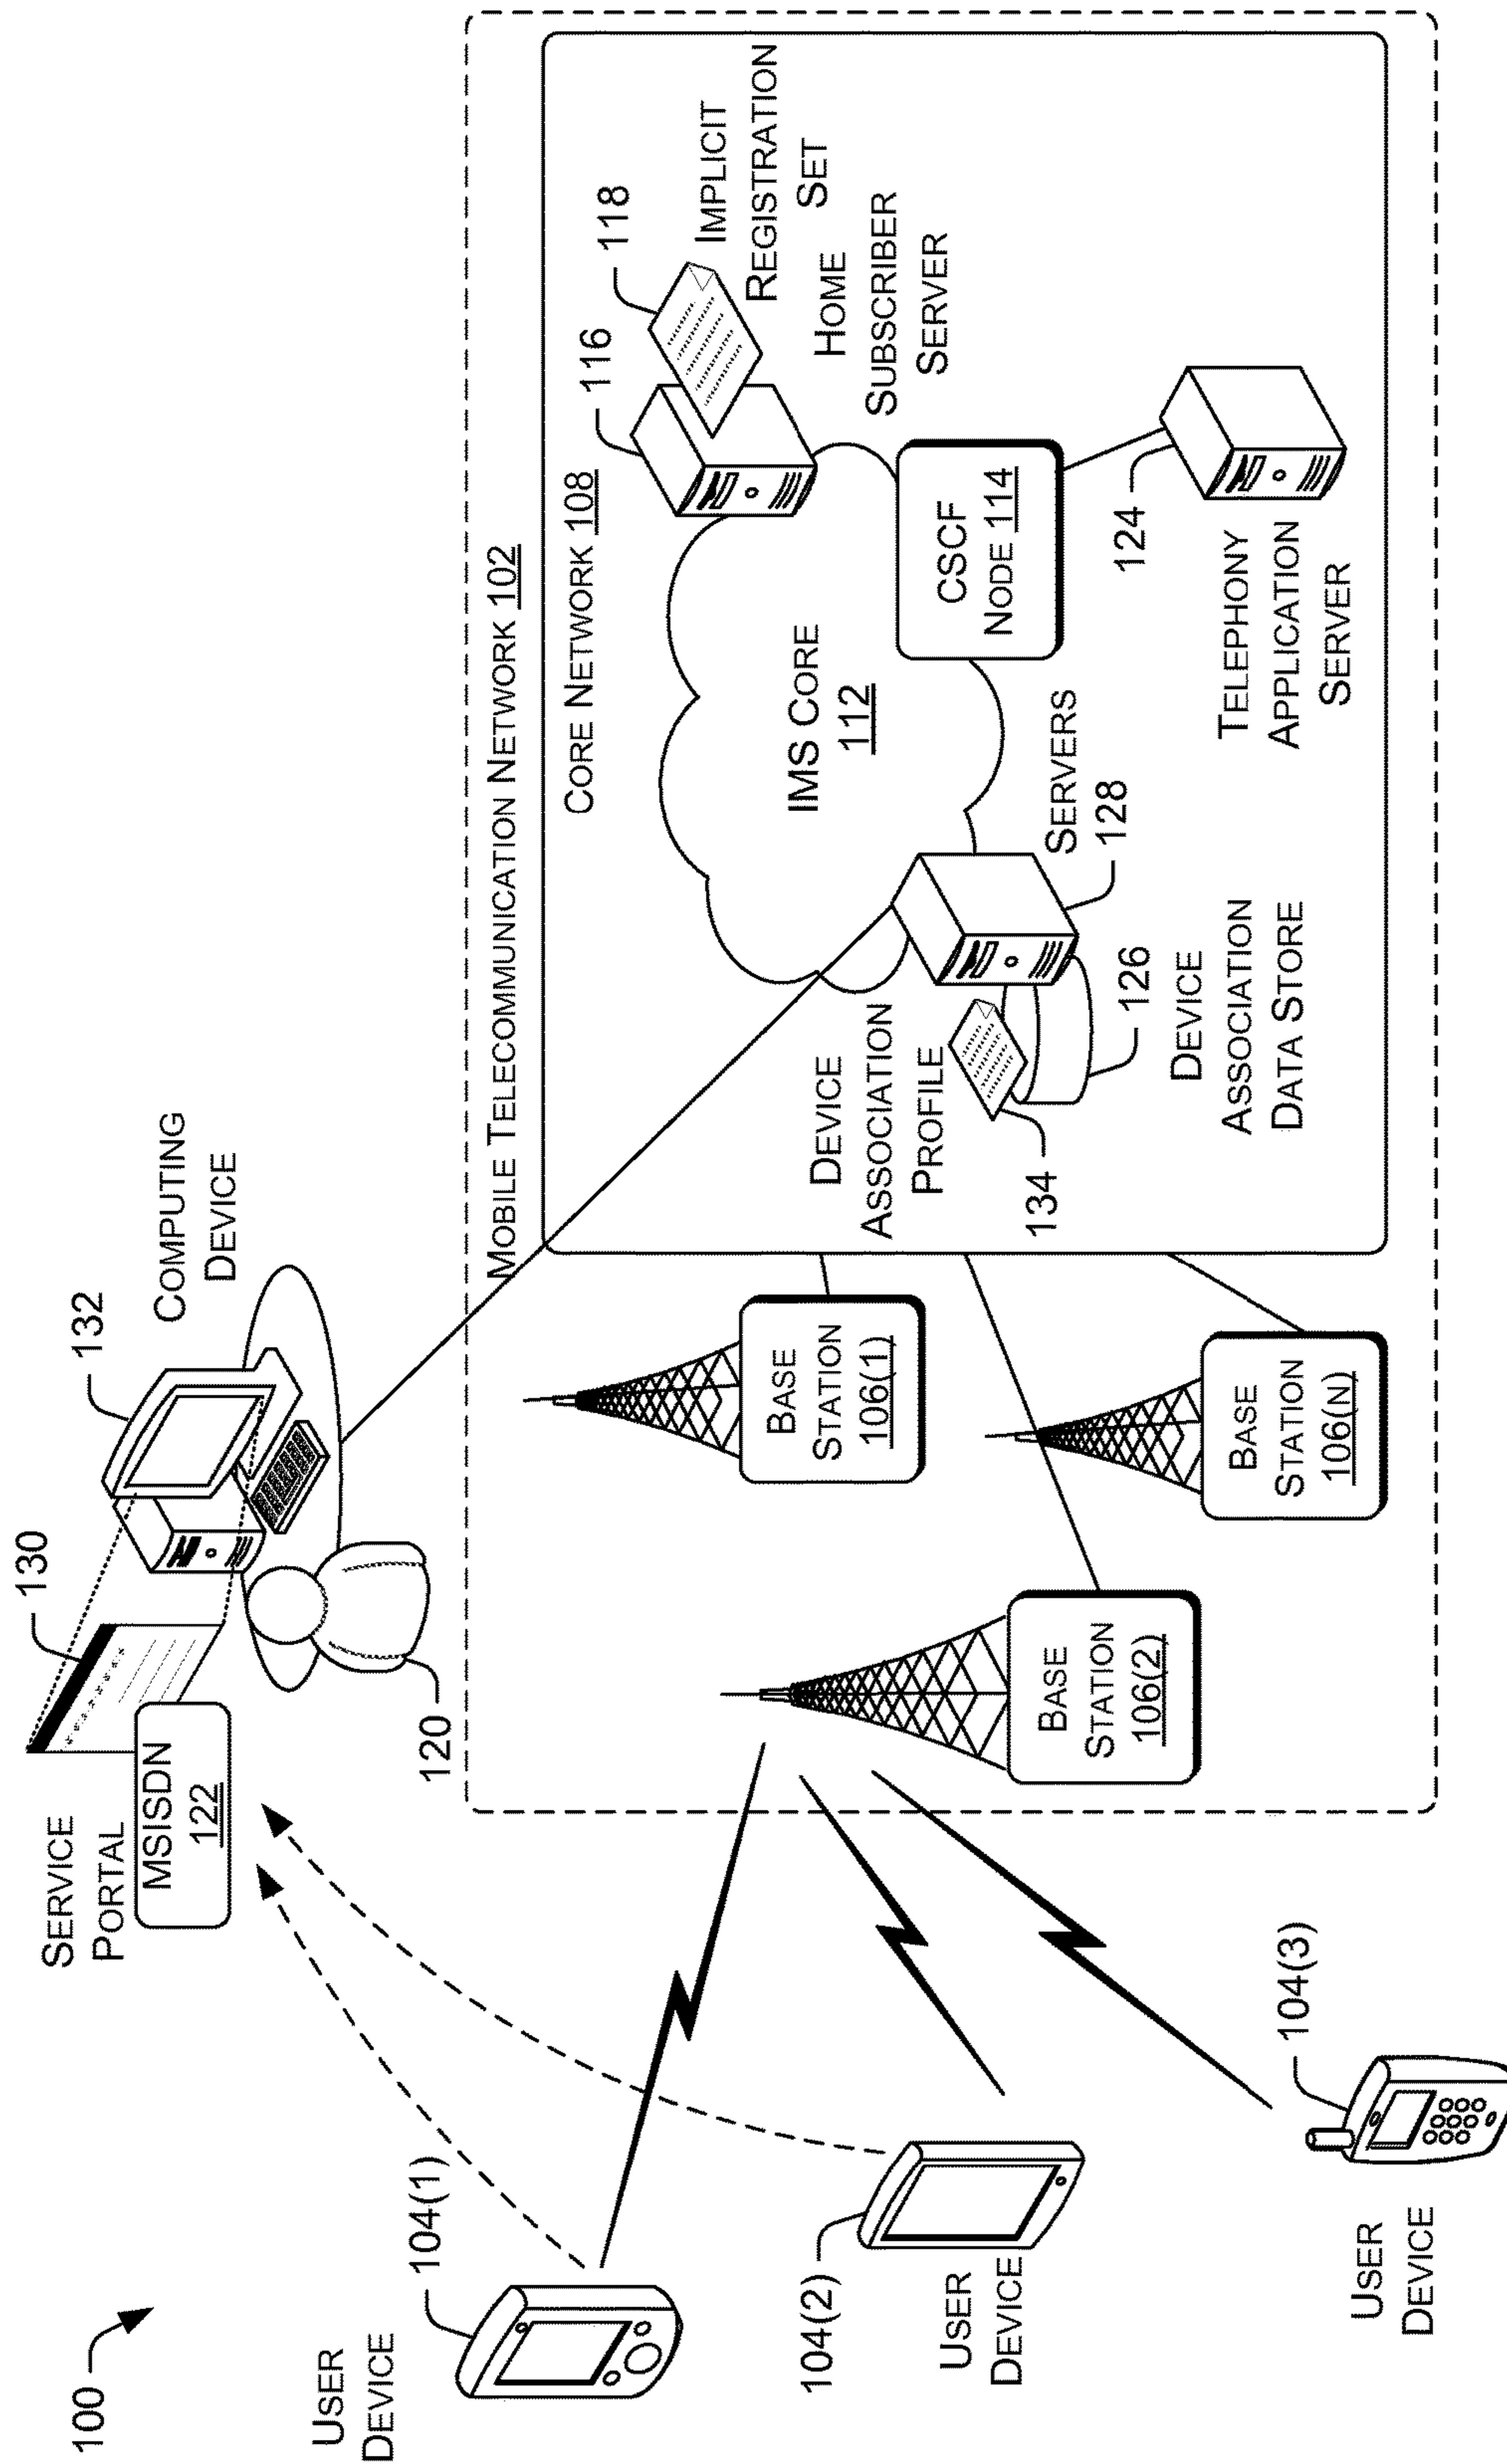 100
SERVICE
PORTAL
130
132
COMPUTING
DEVICE
MSISDN
122
120
MOBILE TELECOMMUNICATION NETWORK 102
CORE NETWORK 108
116
118
IMPLICIT
REGISTRATION
SET
HOME
SUBSCRIBER
SERVER
IMS CORE
112
CSCF
NODE 114
SERVERS
128
124
TELEPHONY
APPLICATION
SERVER
DEVICE
ASSOCIATION
PROFILE
134
126
DEVICE
ASSOCIATION
DATA STORE
BASE
STATION
106(1)
BASE
STATION
106(2)
BASE
STATION
106(N)
USER
DEVICE
104(1)
104(2)
USER
DEVICE
104(3)
USER
DEVICE